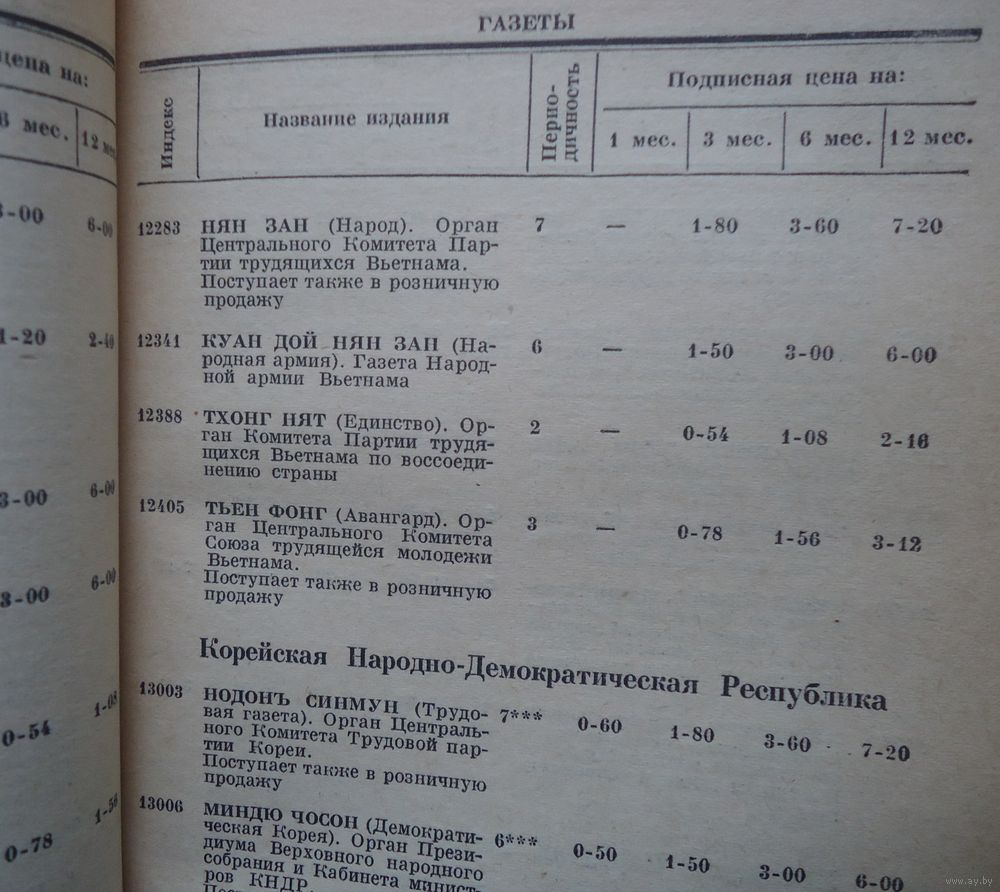 ГАЗЕТЫ
Индекс
Название издания
Перио-
дичность
Подписная цена на:
1 мес. 3 мес. 6 мес. 12 мес.
12283 НЯН ЗАН (Народ). Орган 7 — 1-80 3-60 7-20
Центрального Комитета Пар-
тии трудящихся Вьетнама.
Поступает также в розничную
продажу
12341 КУАН ДОЙ НЯН ЗАН (На- 6 — 1-50 3-00 6-00
родная армия). Газета Народ-
ной армии Вьетнама
12388 ТХОНГ НЯТ (Единство). Ор- 2 — 0-54 1-08 2-16
ган Комитета Партии трудя-
щихся Вьетнама по воссоеди-
нению страны
12405 ТЬЕН ФОНГ (Авангард). Ор- 3 — 0-78 1-56 3-12
ган Центрального Комитета
Союза трудящейся молодежи
Вьетнама.
Поступает также в розничную
продажу
Корейская Народно-Демократическая Республика
13003 НОДОНЪ СИНМУН (Трудо- 7*** 0-60 1-80 3-60 7-20
вая газета). Орган Централь-
ного Комитета Трудовой пар-
тии Кореи.
Поступает также в розничную
продажу
13006 МИНДЮ ЧОСОН (Демократи- 6*** 0-50 1-50 3-00 6-00
ческая Корея). Орган Прези-
диума Верховного народного
собрания и Кабинета минист-
ров КНДР.
цена на:
6 мес. 12 мес.
6-00
1-20 2-40
3-00 6-00
3-00 6-00
0-54 1-08
0-78 1-56
www.ay.by